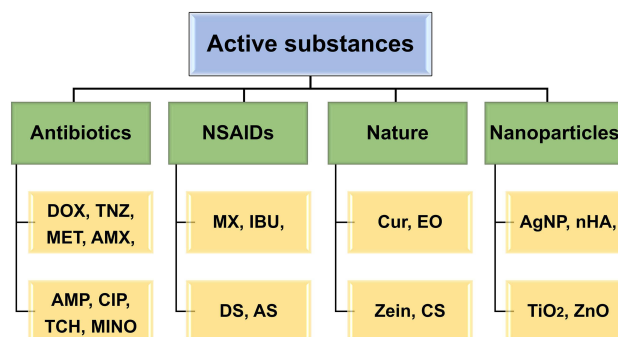 Active substances
Antibiotics
NSAIDs
Nature
Nanoparticles
DOX, TNZ,
MET, AMX,
MX, IBU,
Cur, EO
AgNP, nHA,
AMP, CIP,
TCH, MINO
DS, AS
Zein, CS
TiO₂, ZnO